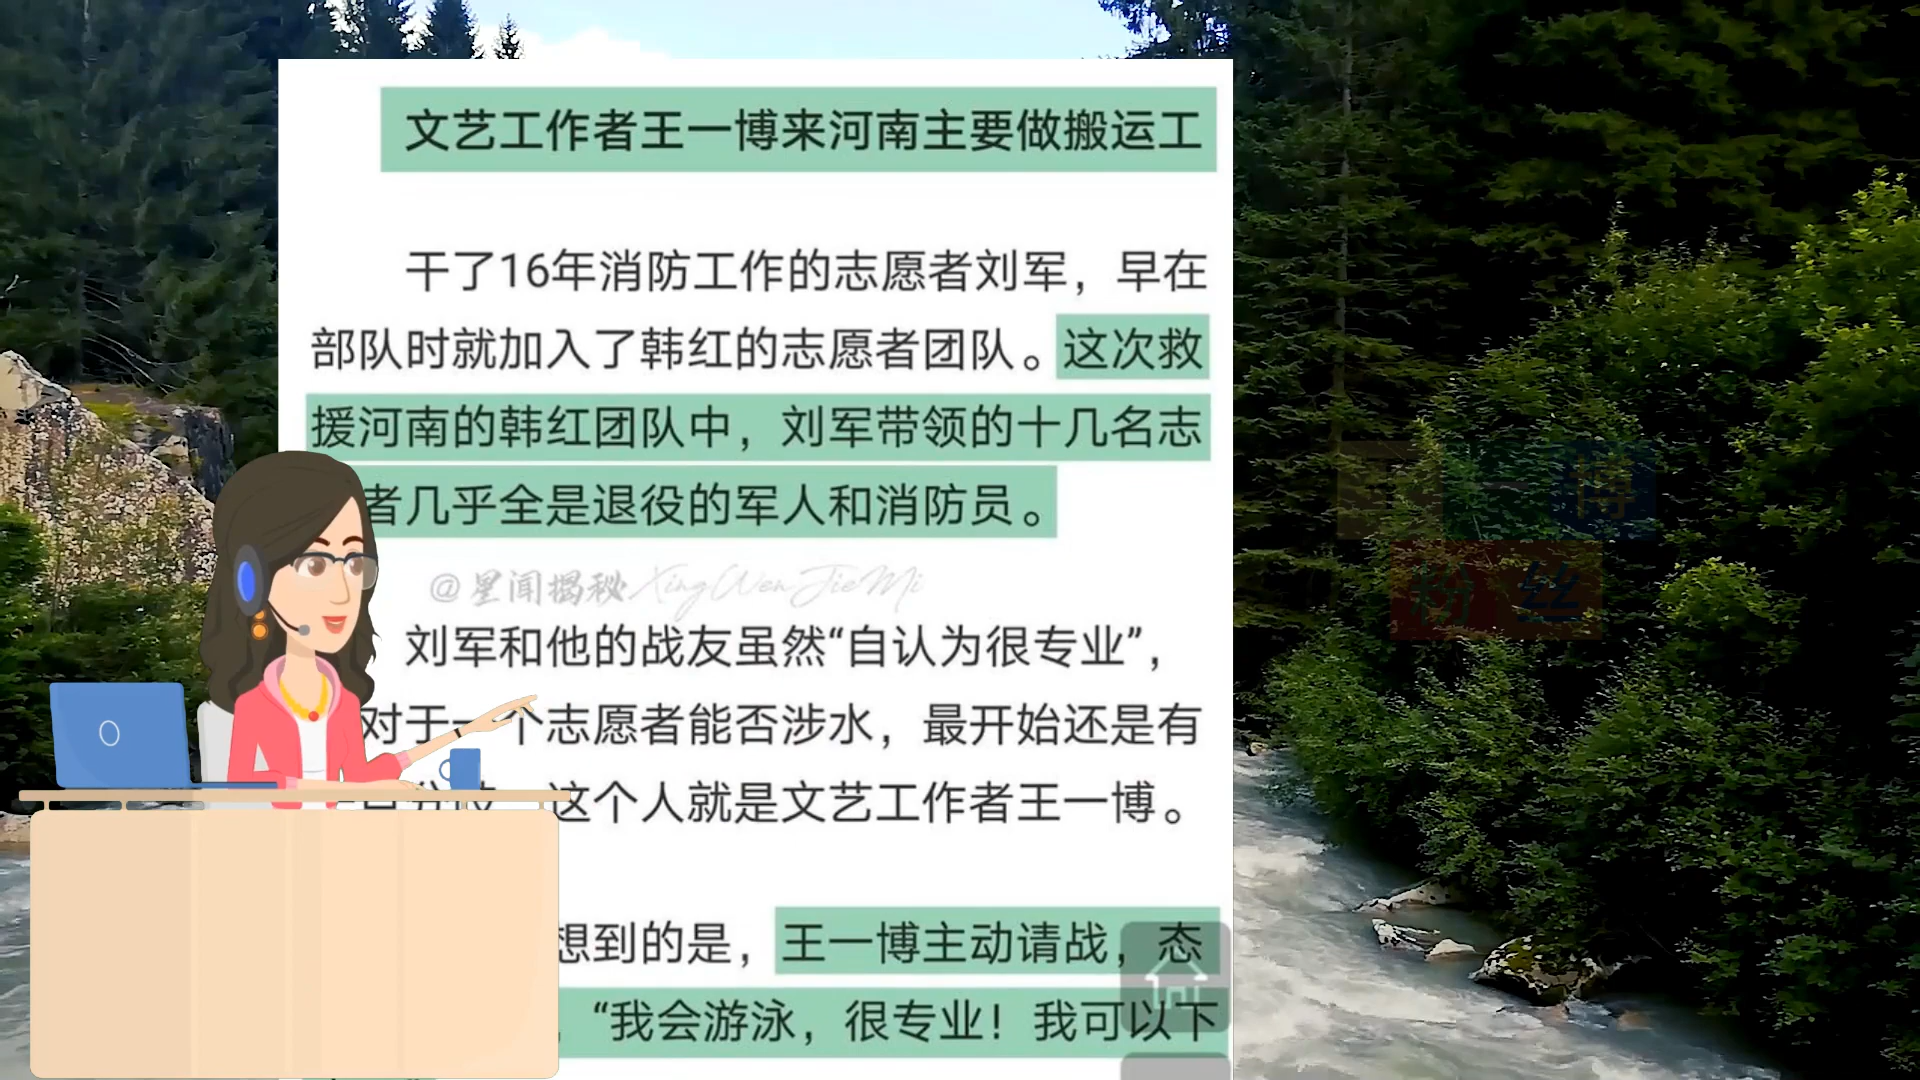 文艺工作者王一博来河南主要做搬运工
干了16年消防工作的志愿者刘军，早在
部队时就加入了韩红的志愿者团队。这次救
援河南的韩红团队中，刘军带领的十几名志
者几乎全是退役的军人和消防员。
@星闻揭秘 XingWenJieMi
刘军和他的战友虽然“自认为很专业”，
对于一个志愿者能否涉水，最开始还是有
这个人就是文艺工作者王一博。
想到的是，王一博主动请战，态
“我会游泳，很专业！我可以下
博
粉丝